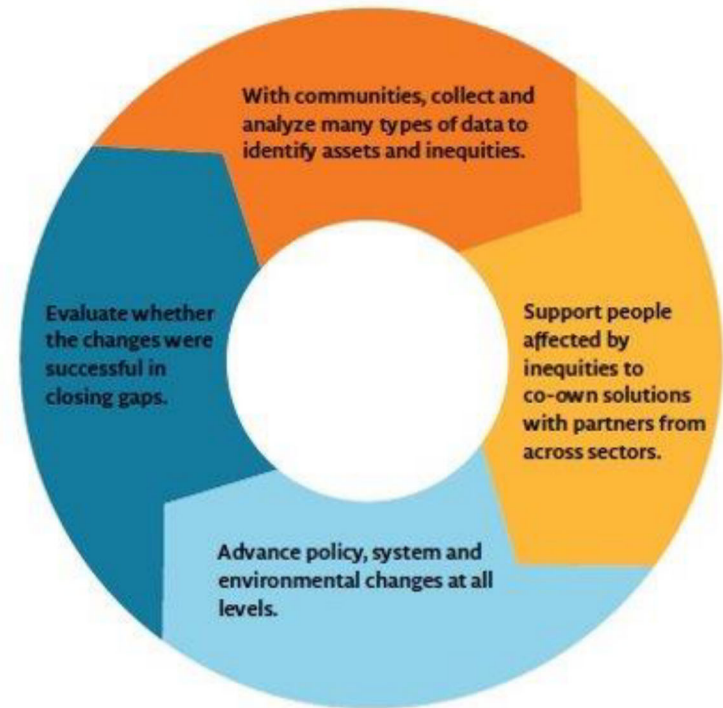 With communities, collect and
analyze many types of data to
identify assets and inequities.
Support people
affected by
inequities to
co-own solutions
with partners from
across sectors.
Advance policy, system and
environmental changes at all
levels.
Evaluate whether
the changes were
successful in
closing gaps.